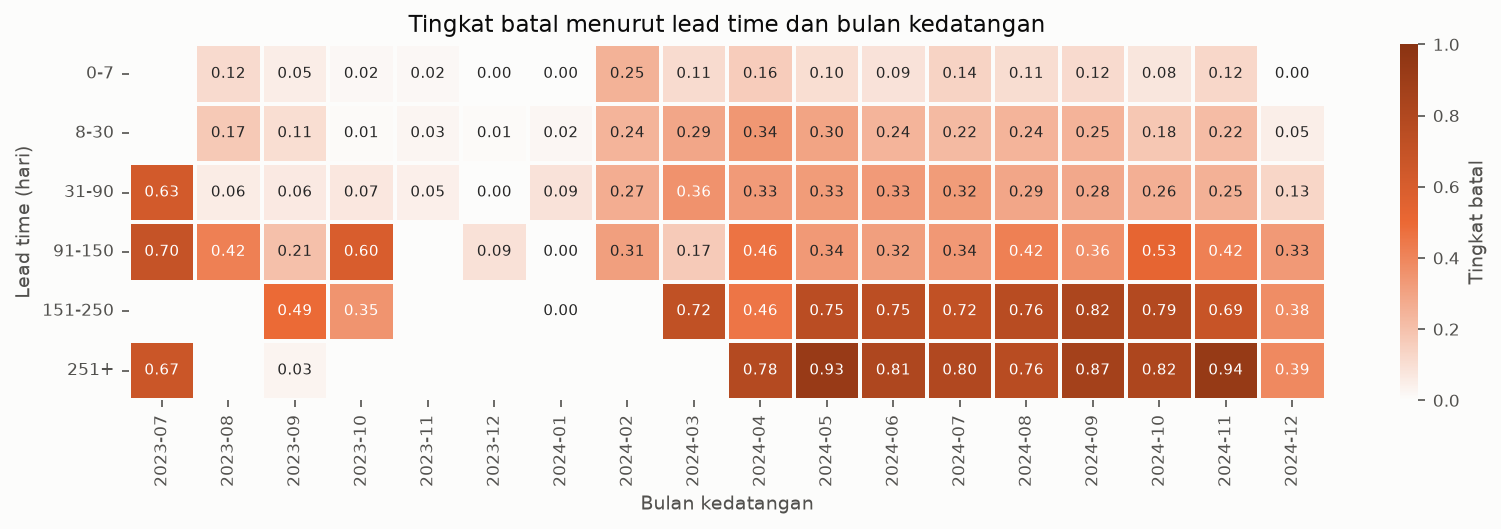 Tingkat batal menurut lead time dan bulan kedatangan
Lead time (hari)
0-7 0.12 0.05 0.02 0.02 0.00 0.00 0.25 0.11 0.16 0.10 0.09 0.14 0.11 0.12 0.08 0.12 0.00
8-30 0.17 0.11 0.01 0.03 0.01 0.02 0.24 0.29 0.34 0.30 0.24 0.22 0.24 0.25 0.18 0.22 0.05
31-90 0.63 0.06 0.06 0.07 0.05 0.00 0.09 0.27 0.36 0.33 0.33 0.33 0.32 0.29 0.28 0.26 0.25 0.13
91-150 0.70 0.42 0.21 0.60 0.09 0.00 0.31 0.17 0.46 0.34 0.32 0.34 0.42 0.36 0.53 0.42 0.33
151-250 0.49 0.35 0.00 0.72 0.46 0.75 0.75 0.72 0.76 0.82 0.79 0.69 0.38
251+ 0.67 0.03 0.78 0.93 0.81 0.80 0.76 0.87 0.82 0.94 0.39
2023-07 2023-08 2023-09 2023-10 2023-11 2023-12 2024-01 2024-02 2024-03 2024-04 2024-05 2024-06 2024-07 2024-08 2024-09 2024-10 2024-11 2024-12
Bulan kedatangan
1.0
0.8
0.6
0.4
0.2
0.0
Tingkat batal